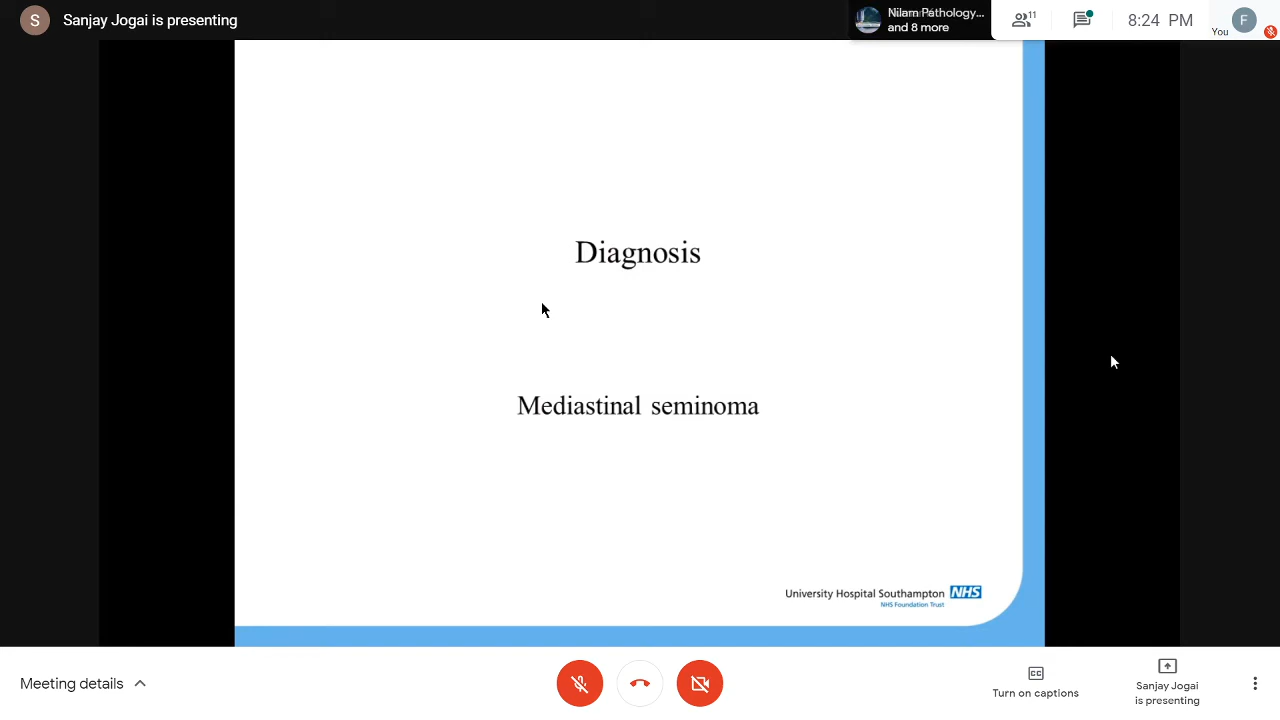 S
Sanjay Jogai is presenting
Nilam Pathology...
and 8 more
11
8:24 PM
You
F
Diagnosis
Mediastinal seminoma
University Hospital Southampton NHS
NHS Foundation Trust
Meeting details
CC
Turn on captions
Sanjay Jogai
is presenting